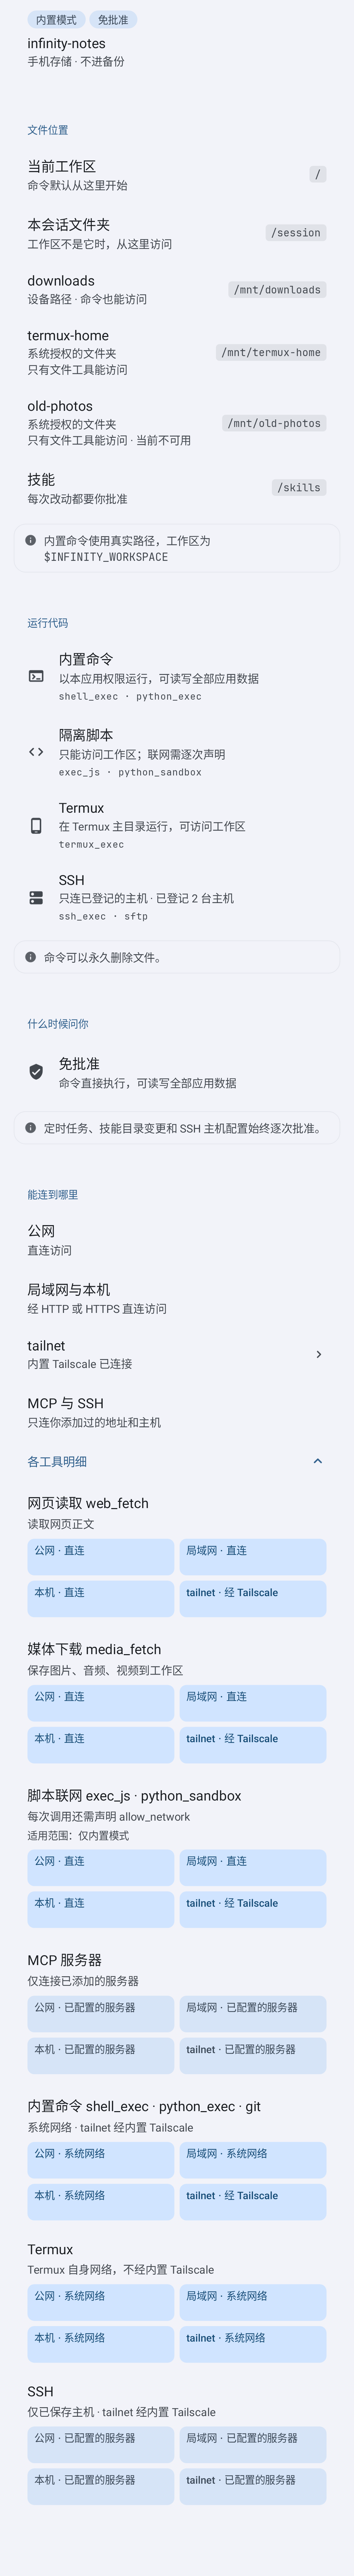 内置模式 免批准
infinity-notes
手机存储 · 不进备份
文件位置
当前工作区
/
命令默认从这里开始
本会话文件夹
/session
工作区不是它时，从这里访问
downloads
/mnt/downloads
设备路径 · 命令也能访问
termux-home
系统授权的文件夹
/mnt/termux-home
只有文件工具能访问
old-photos
系统授权的文件夹
/mnt/old-photos
只有文件工具能访问 · 当前不可用
技能
/skills
每次改动都要你批准
内置命令使用真实路径，工作区为
$INFINITY_WORKSPACE
运行代码
内置命令
以本应用权限运行，可读写全部应用数据
shell_exec · python_exec
隔离脚本
只能访问工作区；联网需逐次声明
exec_js · python_sandbox
Termux
在 Termux 主目录运行，可访问工作区
termux_exec
SSH
只连已登记的主机 · 已登记 2 台主机
ssh_exec · sftp
命令可以永久删除文件。
什么时候问你
免批准
命令直接执行，可读写全部应用数据
定时任务、技能目录变更和 SSH 主机配置始终逐次批准。
能连到哪里
公网
直连访问
局域网与本机
经 HTTP 或 HTTPS 直连访问
tailnet
内置 Tailscale 已连接
MCP 与 SSH
只连你添加过的地址和主机
各工具明细
网页读取 web_fetch
读取网页正文
公网 · 直连 局域网 · 直连
本机 · 直连 tailnet · 经 Tailscale
媒体下载 media_fetch
保存图片、音频、视频到工作区
公网 · 直连 局域网 · 直连
本机 · 直连 tailnet · 经 Tailscale
脚本联网 exec_js · python_sandbox
每次调用还需声明 allow_network
适用范围：仅内置模式
公网 · 直连 局域网 · 直连
本机 · 直连 tailnet · 经 Tailscale
MCP 服务器
仅连接已添加的服务器
公网 · 已配置的服务器 局域网 · 已配置的服务器
本机 · 已配置的服务器 tailnet · 已配置的服务器
内置命令 shell_exec · python_exec · git
系统网络 · tailnet 经内置 Tailscale
公网 · 系统网络 局域网 · 系统网络
本机 · 系统网络 tailnet · 经 Tailscale
Termux
Termux 自身网络，不经内置 Tailscale
公网 · 系统网络 局域网 · 系统网络
本机 · 系统网络 tailnet · 系统网络
SSH
仅已保存主机 · tailnet 经内置 Tailscale
公网 · 已配置的服务器 局域网 · 已配置的服务器
本机 · 已配置的服务器 tailnet · 已配置的服务器